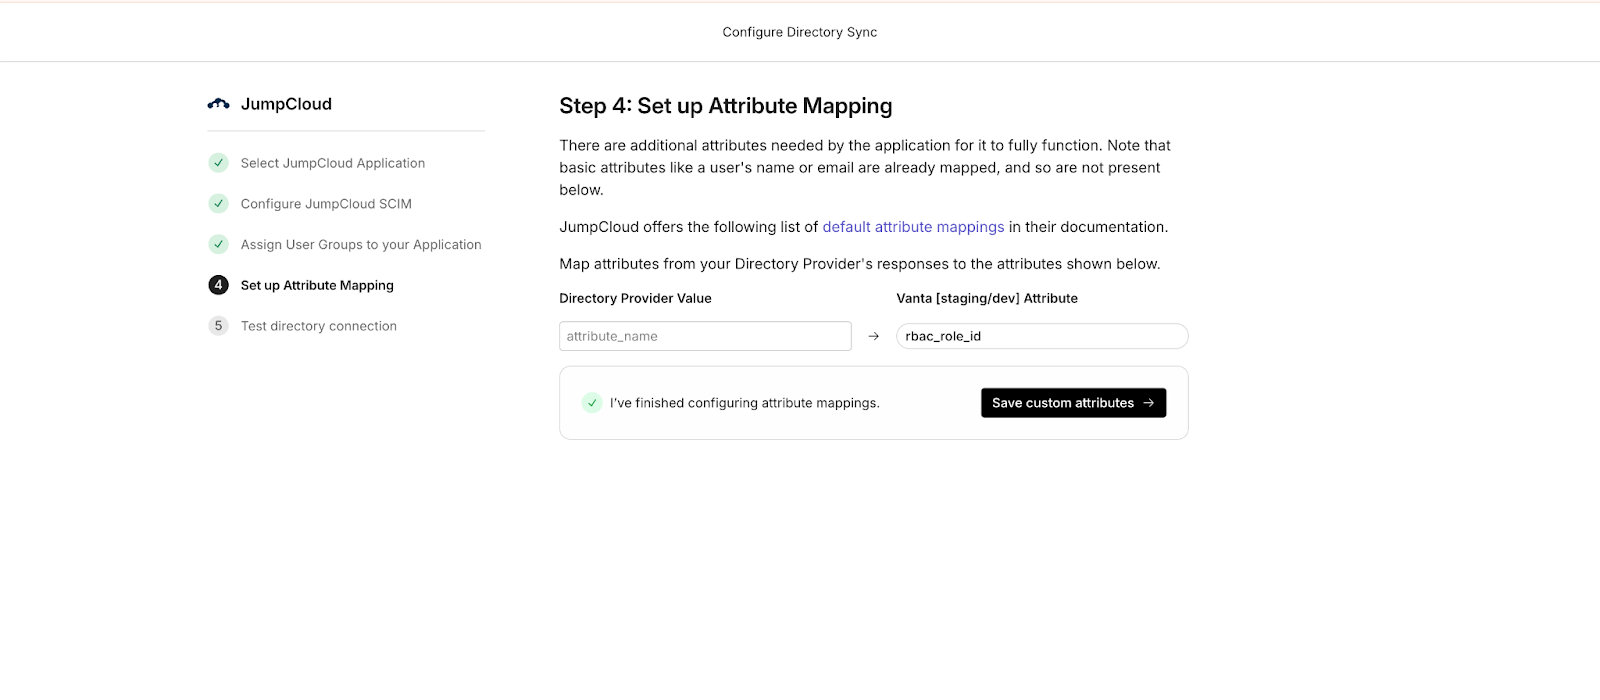 Configure Directory Sync
JumpCloud
Select JumpCloud Application
Configure JumpCloud SCIM
Assign User Groups to your Application
4 Set up Attribute Mapping
5 Test directory connection
Step 4: Set up Attribute Mapping
There are additional attributes needed by the application for it to fully function. Note that
basic attributes like a user's name or email are already mapped, and so are not present
below.
JumpCloud offers the following list of default attribute mappings in their documentation.
Map attributes from your Directory Provider's responses to the attributes shown below.
Directory Provider Value Vanta [staging/dev] Attribute
attribute_name → rbac_role_id
I've finished configuring attribute mappings. Save custom attributes →